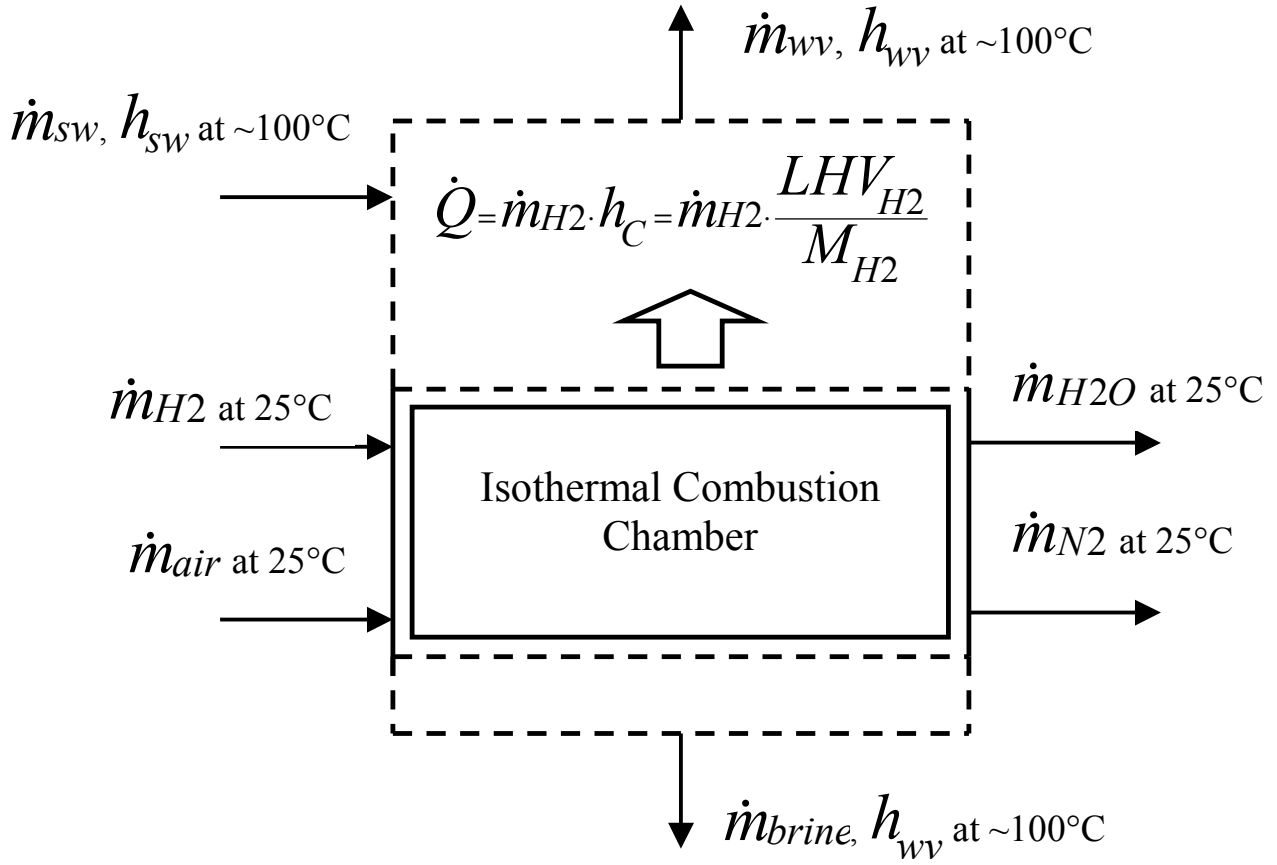 ṁwv, hwv at ~100°C
ṁsw, hsw at ~100°C
Q̇=ṁH2·hC=ṁH2·LHVH2/MH2
ṁH2 at 25°C
ṁH2O at 25°C
Isothermal Combustion
Chamber
ṁair at 25°C
ṁN2 at 25°C
ṁbrine, hwv at ~100°C